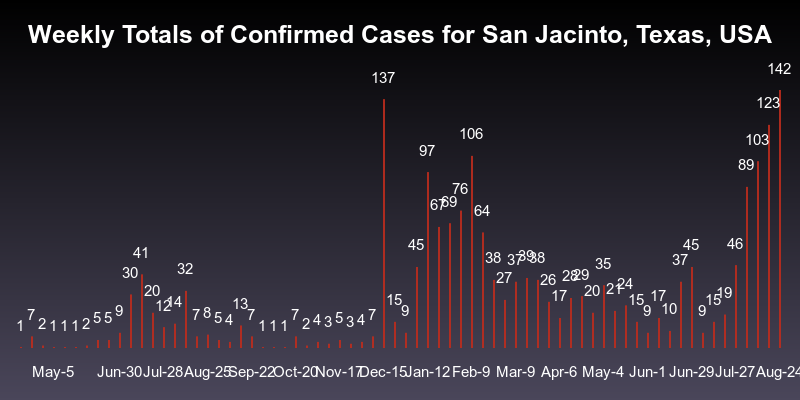 Weekly Totals of Confirmed Cases for San Jacinto, Texas, USA
1 7 2 1 1 1 2 5 5 9 30 41 20 12 14 32 7 8 5 4 13 7 1 1 1 7 2 4 3 5 3 4 7 137 15 9 45 97 67 69 76 106 64 38 27 37 39 38 26 17 28 29 20 35 21 24 15 9 17 10 37 45 9 15 19 46 89 103 123 142
May-5 Jun-30 Jul-28 Aug-25 Sep-22 Oct-20 Nov-17 Dec-15 Jan-12 Feb-9 Mar-9 Apr-6 May-4 Jun-1 Jun-29 Jul-27 Aug-24